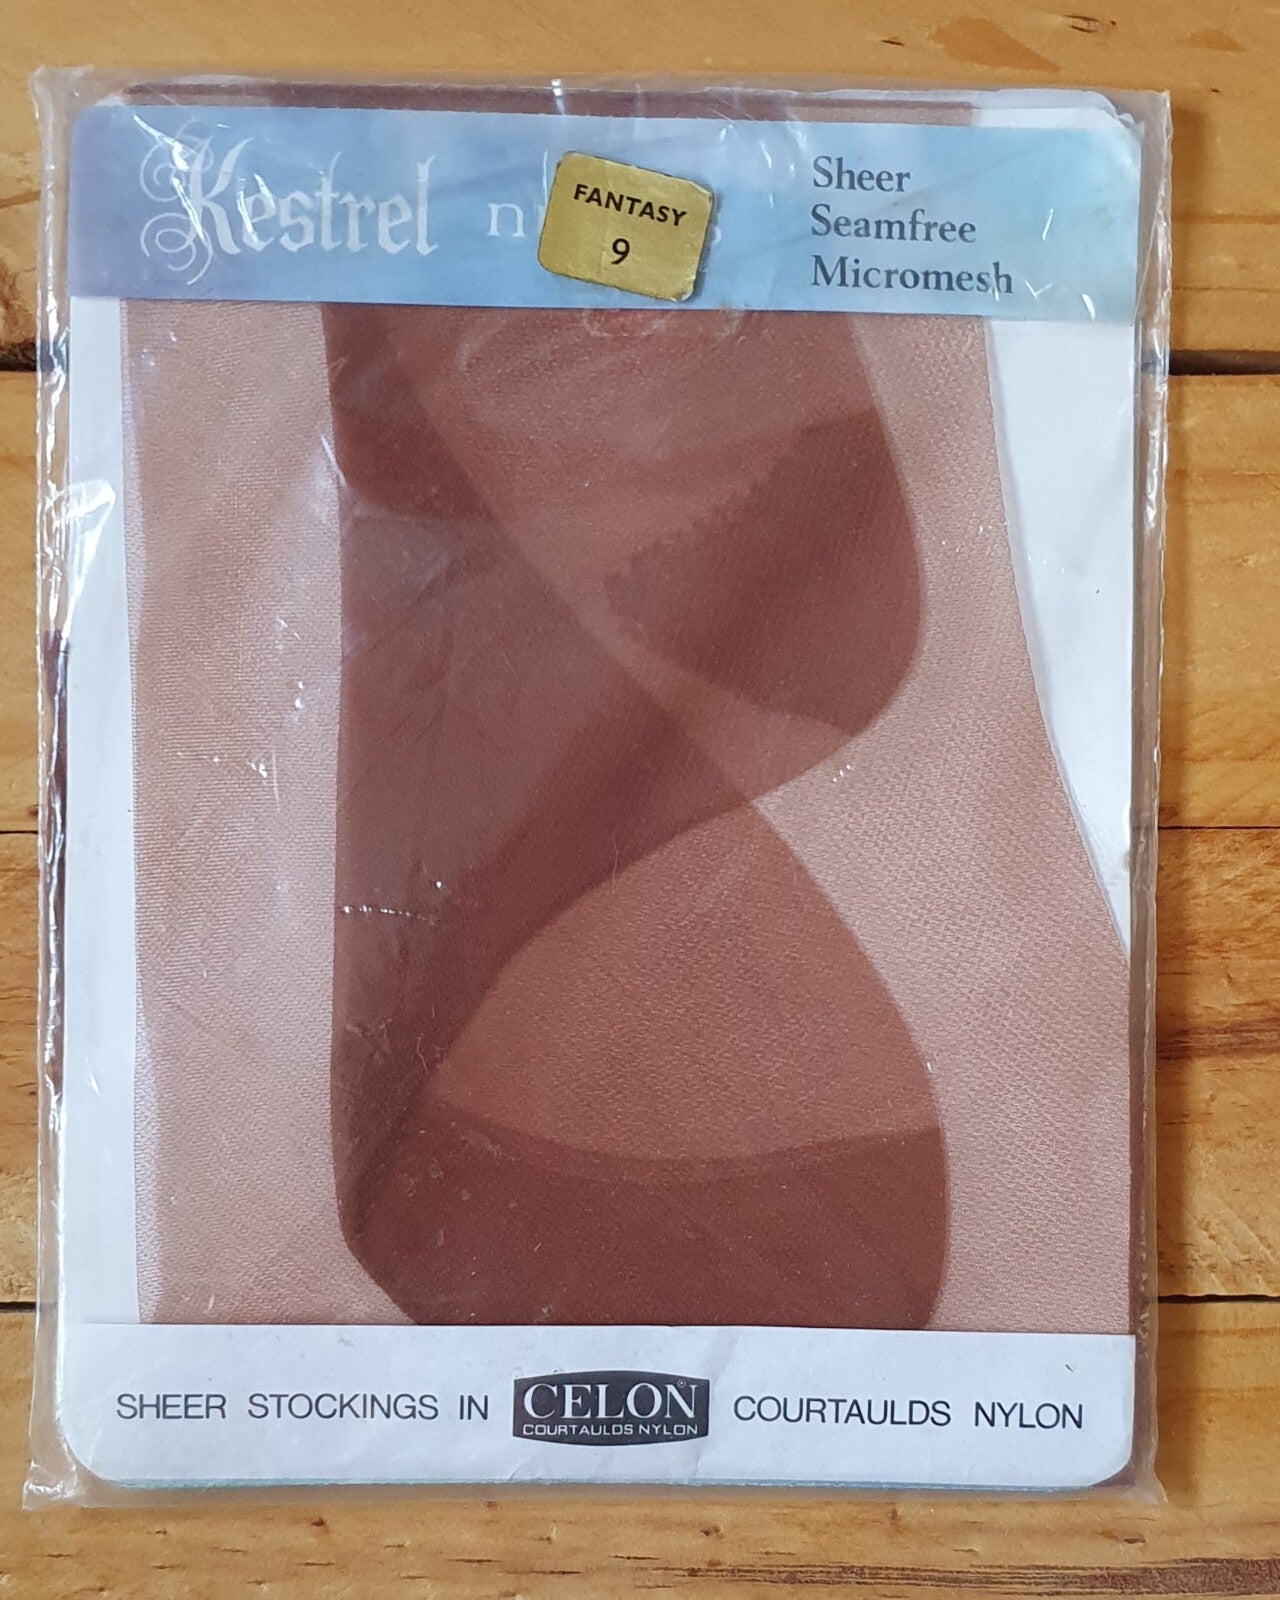 Kestrel
FANTASY
9
Sheer
Seamfree
Micromesh
SHEER STOCKINGS IN CELON® COURTAULDS NYLON
COURTAULDS NYLON